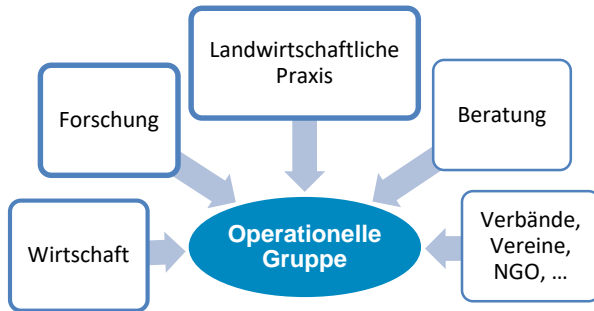 Landwirtschaftliche
Praxis
Forschung
Beratung
Wirtschaft
Operationelle
Gruppe
Verbände,
Vereine,
NGO, ...